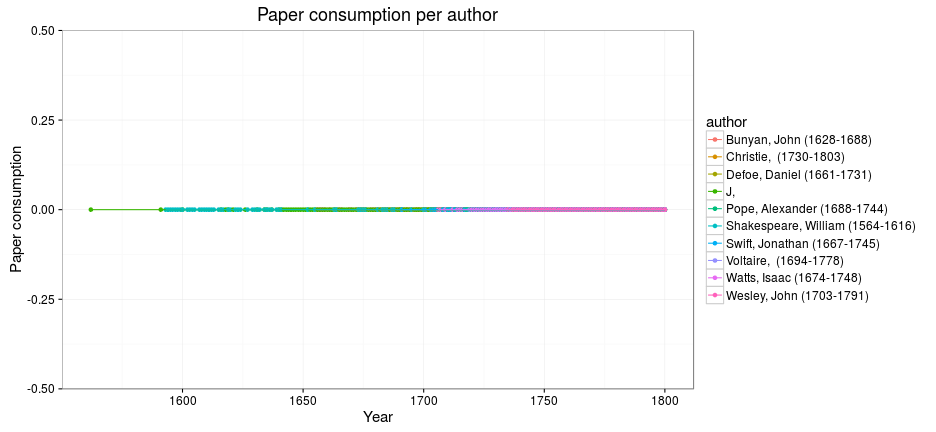 Paper consumption per author
Paper consumption
0.50
0.25
0.00
-0.25
-0.50
1600
1650
1700
1750
1800
Year
author
Bunyan, John (1628-1688)
Christie,  (1730-1803)
Defoe, Daniel (1661-1731)
J,
Pope, Alexander (1688-1744)
Shakespeare, William (1564-1616)
Swift, Jonathan (1667-1745)
Voltaire,  (1694-1778)
Watts, Isaac (1674-1748)
Wesley, John (1703-1791)